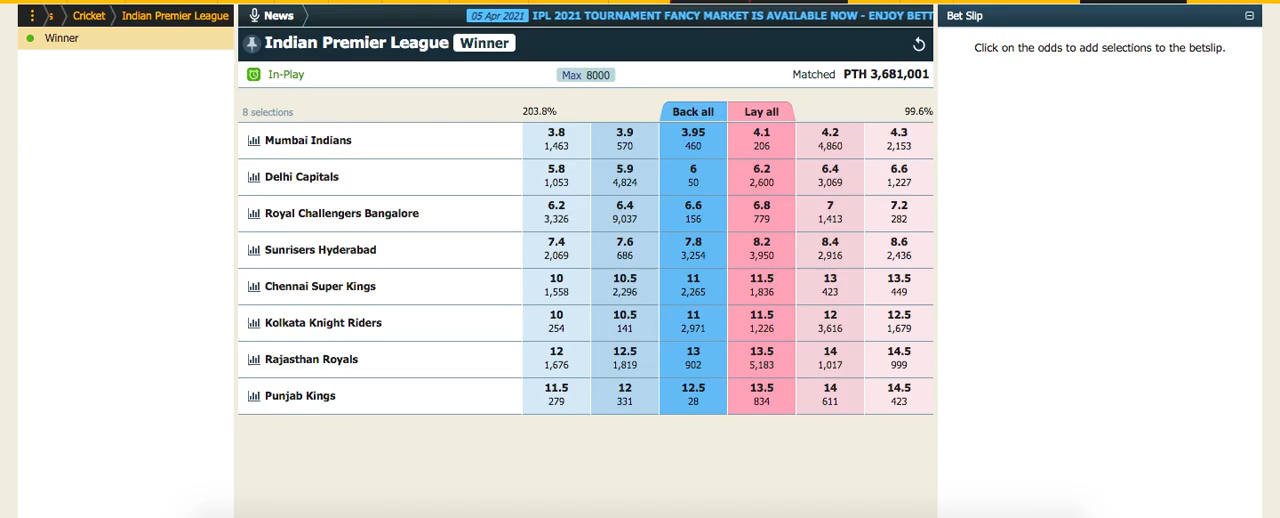 Cricket Indian Premier League
Winner
News
05 Apr 2021 IPL 2021 TOURNAMENT FANCY MARKET IS AVAILABLE NOW - ENJOY BETT
Indian Premier League Winner
In-Play Max 8000 Matched PTH 3,681,001
8 selections 203.8% Back all Lay all 99.6%
Mumbai Indians 3.8 3.9 3.95 4.1 4.2 4.3
1,463 570 460 206 4,860 2,153
Delhi Capitals 5.8 5.9 6 6.2 6.4 6.6
1,053 4,824 50 2,600 3,069 1,227
Royal Challengers Bangalore 6.2 6.4 6.6 6.8 7 7.2
3,326 9,037 156 779 1,413 282
Sunrisers Hyderabad 7.4 7.6 7.8 8.2 8.4 8.6
2,069 686 3,254 3,950 2,916 2,436
Chennai Super Kings 10 10.5 11 11.5 13 13.5
1,558 2,296 2,265 1,836 423 449
Kolkata Knight Riders 10 10.5 11 11.5 12 12.5
254 141 2,971 1,226 3,616 1,679
Rajasthan Royals 12 12.5 13 13.5 14 14.5
1,676 1,819 902 5,183 1,017 999
Punjab Kings 11.5 12 12.5 13.5 14 14.5
279 331 28 834 611 423
Bet Slip
Click on the odds to add selections to the betslip.